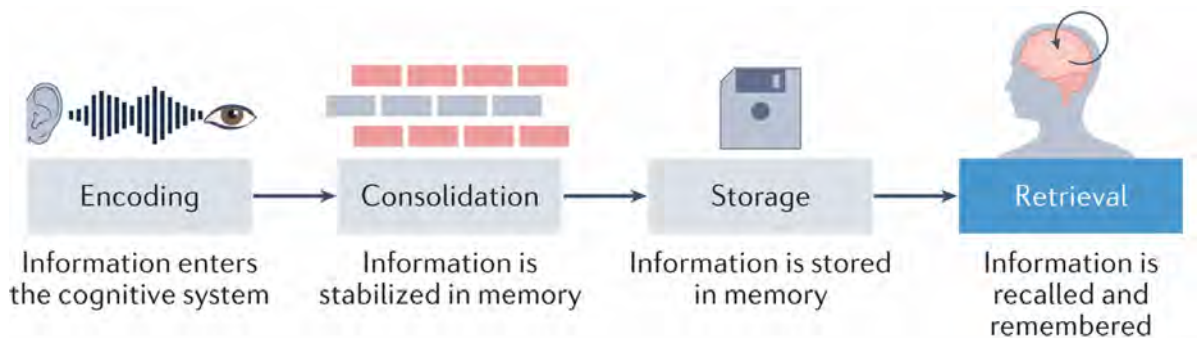 Encoding
Consolidation
Storage
Retrieval
Information enters
the cognitive system
Information is
stabilized in memory
Information is stored
in memory
Information is
recalled and
remembered